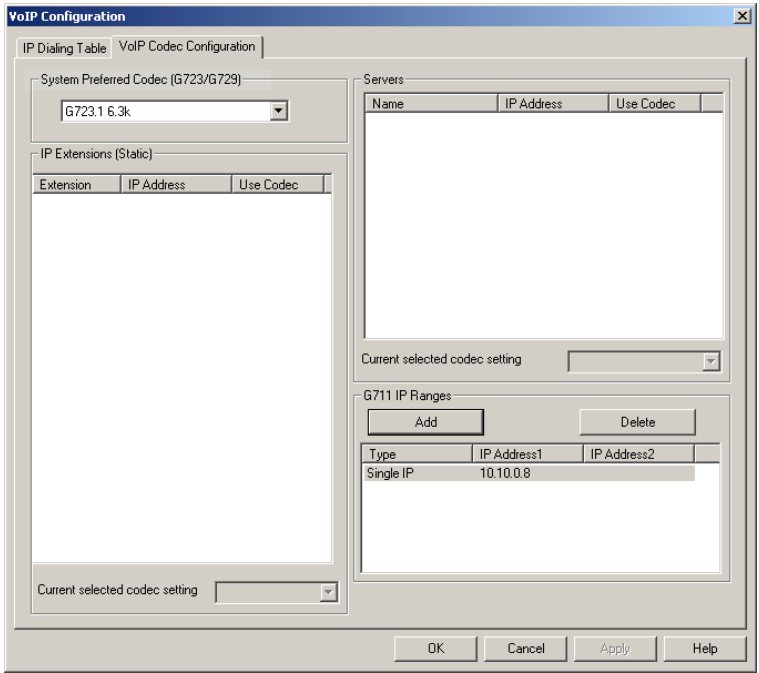 VoIP Configuration
IP Dialing Table VoIP Codec Configuration
System Preferred Codec (G723/G729)
G723.1 6.3k
IP Extensions (Static)
Extension IP Address Use Codec
Current selected codec setting
Servers
Name IP Address Use Codec
Current selected codec setting
G711 IP Ranges
Add Delete
Type IP Address1 IP Address2
Single IP 10.10.0.8
OK Cancel Apply Help